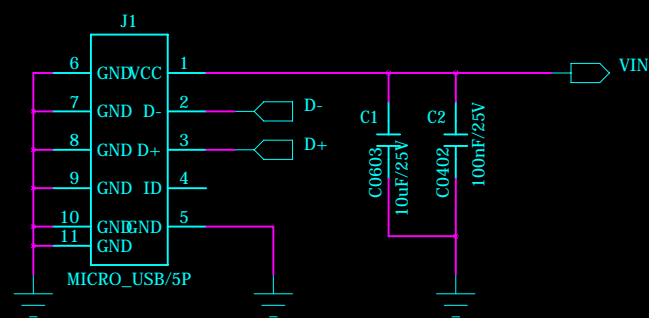 J1
6 GND VCC 1 VIN
7 GND D- 2 D-
8 GND D+ 3 D+
9 GND ID 4
10 GND GND 5
11 GND
MICRO_USB/5P
C1
C0603
10uF/25V
C2
C0402
100nF/25V